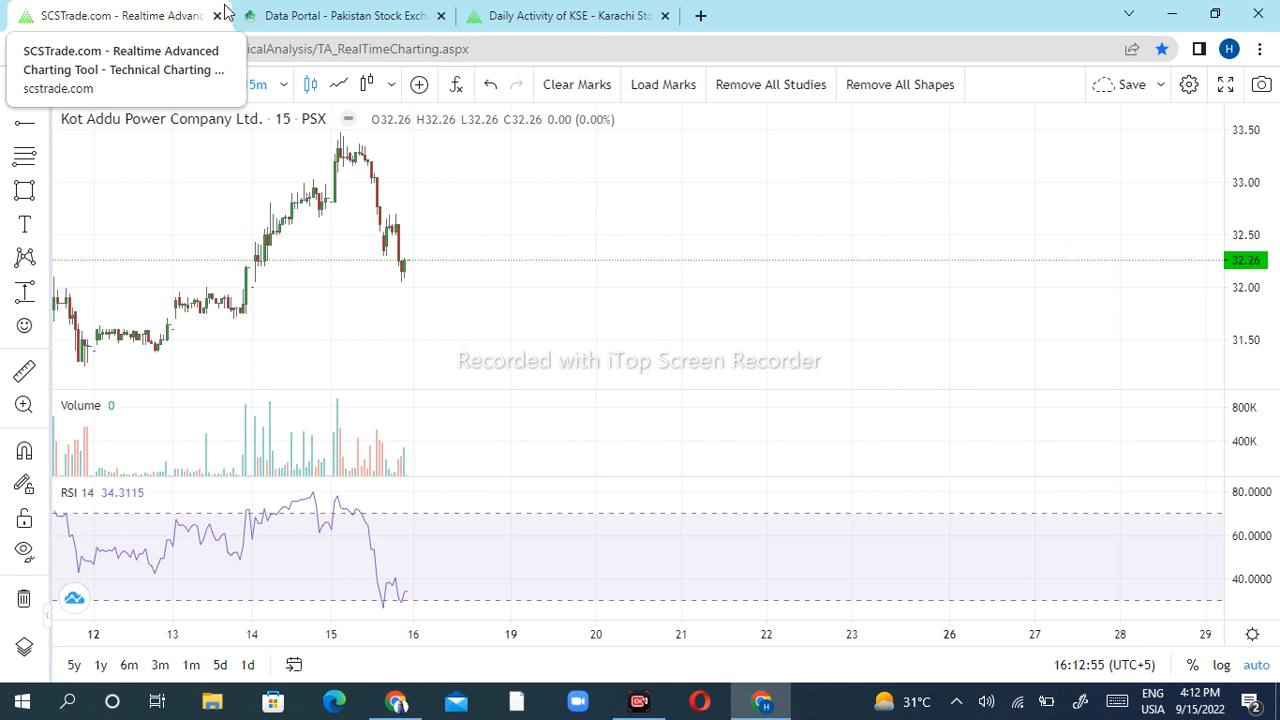 SCSTrade.com - Realtime Advanc
Data Portal - Pakistan Stock Exch
Daily Activity of KSE - Karachi Sto
SCSTrade.com - Realtime Advanced
Charting Tool - Technical Charting ...
scstrade.com
icalAnalysis/TA_RealTimeCharting.aspx
H
5m
Clear Marks
Load Marks
Remove All Studies
Remove All Shapes
Save
Kot Addu Power Company Ltd. · 15 · PSX
O32.26 H32.26 L32.26 C32.26 0.00 (0.00%)
33.50
33.00
32.50
32.26
32.00
31.50
Recorded with iTop Screen Recorder
Volume 0
800K
400K
RSI 14 34.3115
80.0000
60.0000
40.0000
12 13 14 15 16 19 20 21 22 23 26 27 28 29
5y 1y 6m 3m 1m 5d 1d
16:12:55 (UTC+5)
% log auto
31°C
ENG
USIA
4:12 PM
9/15/2022
2